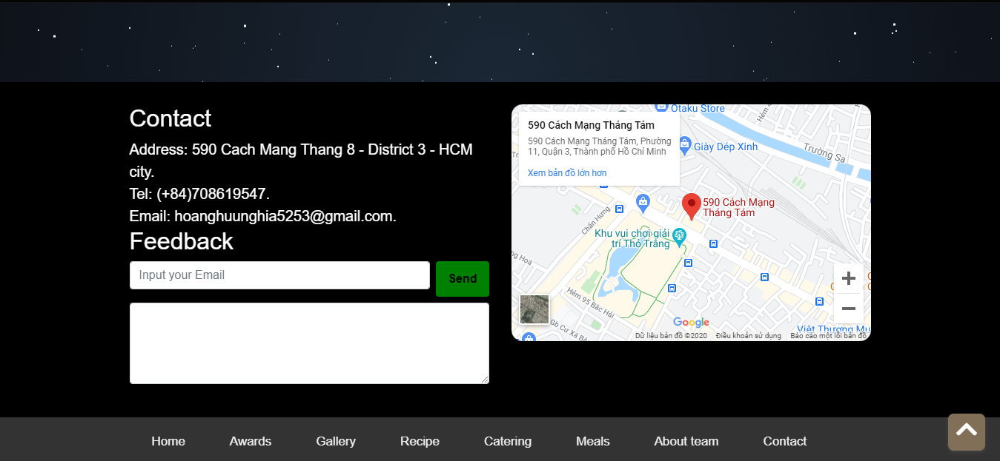 Contact
Address: 590 Cach Mang Thang 8 - District 3 - HCM
city.
Tel: (+84)708619547.
Email: hoanghuunghia5253@gmail.com.
Feedback
Input your Email
Send
590 Cách Mạng Tháng Tám
590 Cách Mạng Tháng Tám, Phường
11, Quận 3, Thành phố Hồ Chí Minh
Xem bản đồ lớn hơn
Otaku Store
Hẻm
Giày Dép Xinh
Trường Sa
590 Cách Mạng
Tháng Tám
Chấn Hưng
Khu vui chơi giải
trí Thỏ Trắng
Hoá
Hẻm 95 Bắc Hải
Gb Cư Xá Bắ
Google
Việt Thương Mu
Dữ liệu bản đồ ©2020
Điều khoản sử dụng
Báo cáo một lỗi bản đồ
Home
Awards
Gallery
Recipe
Catering
Meals
About team
Contact